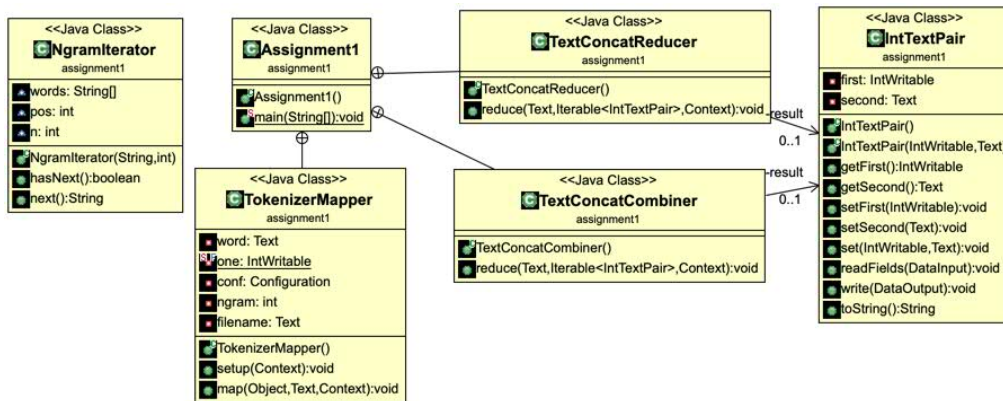 <<Java Class>>
NgramIterator
assignment1
words: String[]
pos: int
n: int
NgramIterator(String,int)
hasNext():boolean
next():String
<<Java Class>>
Assignment1
assignment1
Assignment1()
main(String[]):void
<<Java Class>>
TokenizerMapper
assignment1
word: Text
one: IntWritable
conf: Configuration
ngram: int
filename: Text
TokenizerMapper()
setup(Context):void
map(Object,Text,Context):void
<<Java Class>>
TextConcatReducer
assignment1
TextConcatReducer()
reduce(Text,Iterable<IntTextPair>,Context):void
-result
0..1
<<Java Class>>
TextConcatCombiner
assignment1
TextConcatCombiner()
reduce(Text,Iterable<IntTextPair>,Context):void
-result
0..1
<<Java Class>>
IntTextPair
assignment1
first: IntWritable
second: Text
IntTextPair()
IntTextPair(IntWritable,Text)
getFirst():IntWritable
getSecond():Text
setFirst(IntWritable):void
setSecond(Text):void
set(IntWritable,Text):void
readFields(DataInput):void
write(DataOutput):void
toString():String